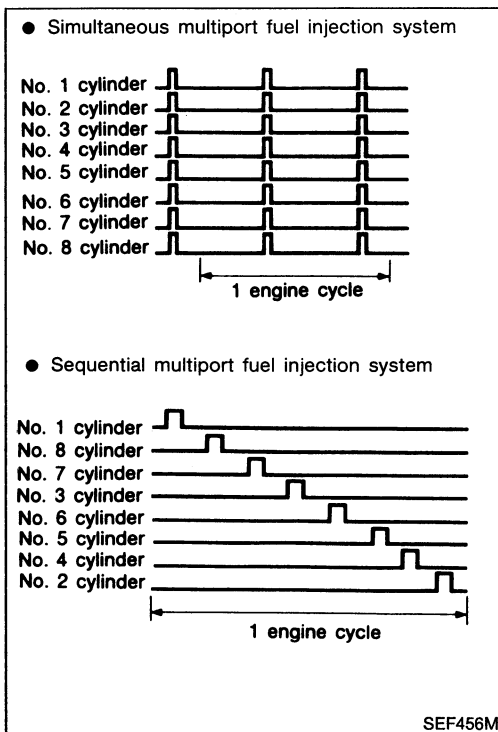 ● Simultaneous multiport fuel injection system
No. 1 cylinder
No. 2 cylinder
No. 3 cylinder
No. 4 cylinder
No. 5 cylinder
No. 6 cylinder
No. 7 cylinder
No. 8 cylinder
1 engine cycle
● Sequential multiport fuel injection system
No. 1 cylinder
No. 8 cylinder
No. 7 cylinder
No. 3 cylinder
No. 6 cylinder
No. 5 cylinder
No. 4 cylinder
No. 2 cylinder
1 engine cycle
SEF456M